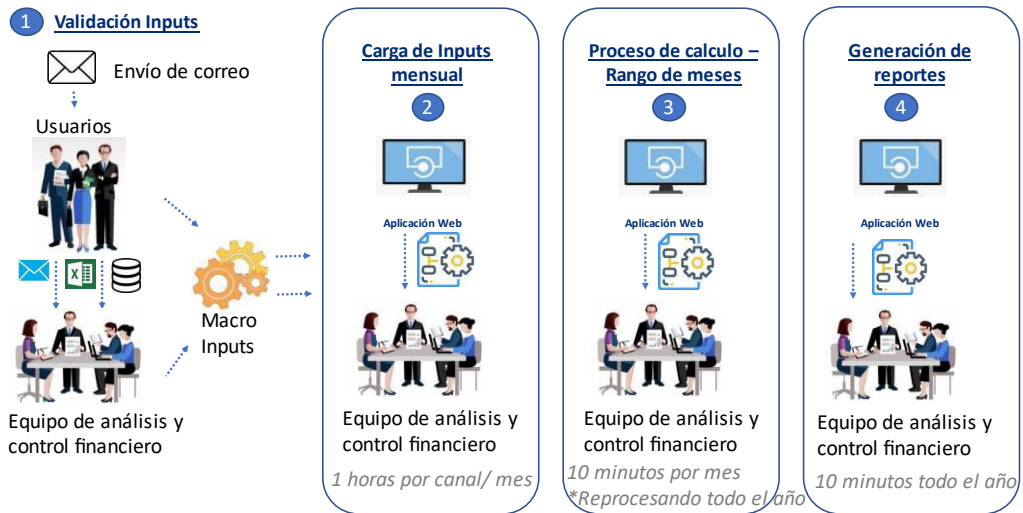 1 Validación Inputs
Envío de correo
Usuarios
Macro
Inputs
Equipo de análisis y
control financiero
Carga de Inputs
mensual
2
Aplicación Web
Equipo de análisis y
control financiero
1 horas por canal/ mes
Proceso de calculo –
Rango de meses
3
Aplicación Web
Equipo de análisis y
control financiero
10 minutos por mes
*Reprocesando todo el año
Generación de
reportes
4
Aplicación Web
Equipo de análisis y
control financiero
10 minutos todo el año